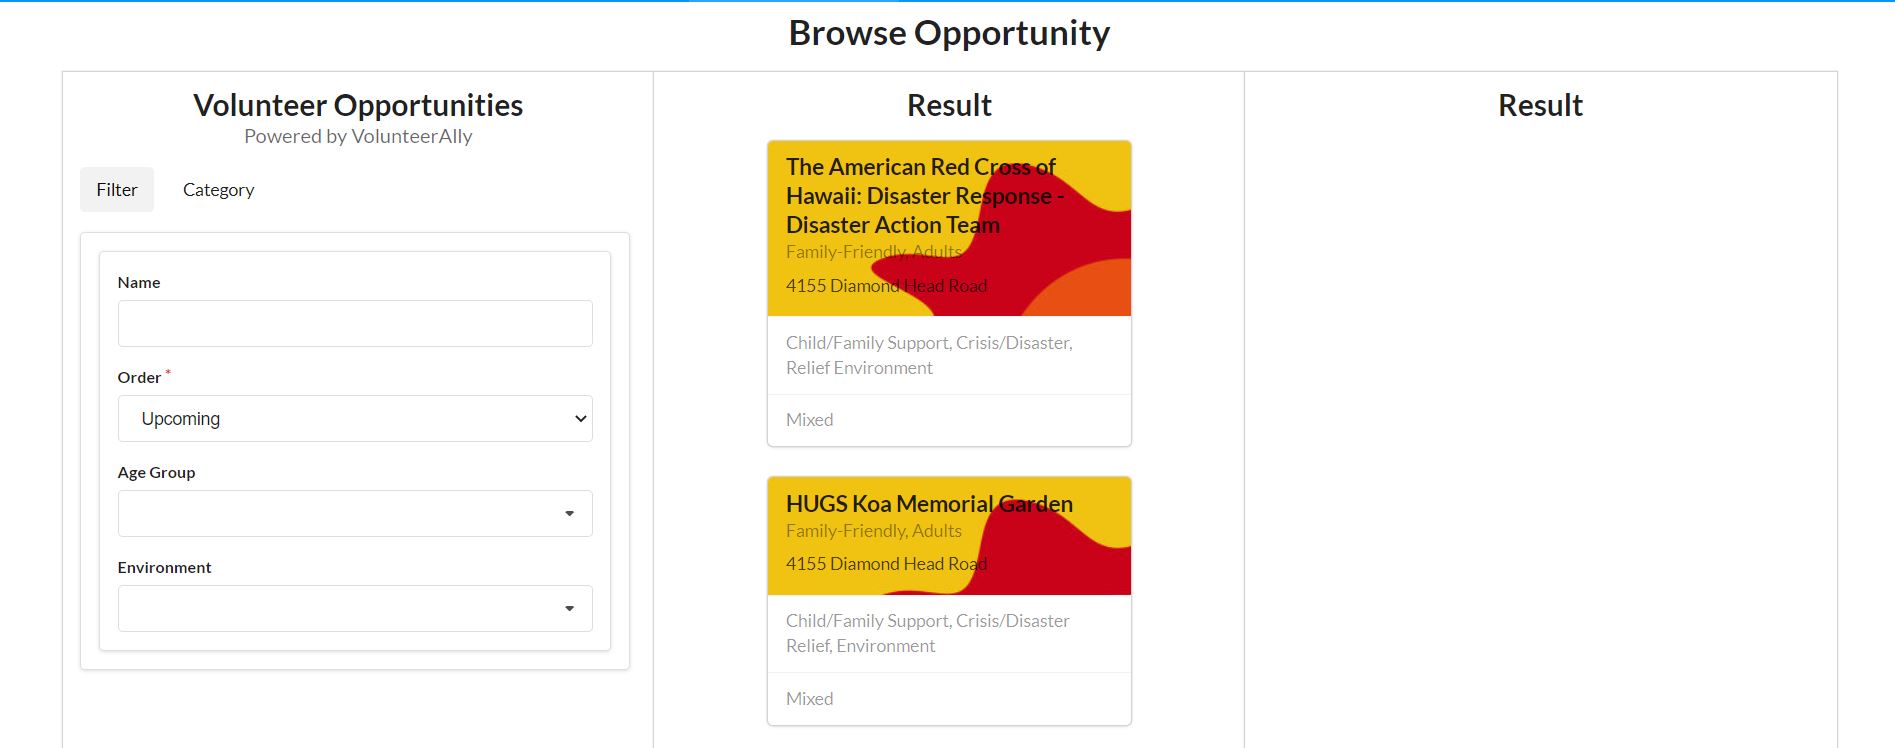 Browse Opportunity
Volunteer Opportunities
Powered by VolunteerAlly
Filter
Category
Name
Order *
Upcoming
Age Group
Environment
Result
The American Red Cross of
Hawaii: Disaster Response -
Disaster Action Team
Family-Friendly, Adults
4155 Diamond Head Road
Child/Family Support, Crisis/Disaster,
Relief Environment
Mixed
HUGS Koa Memorial Garden
Family-Friendly, Adults
4155 Diamond Head Road
Child/Family Support, Crisis/Disaster
Relief, Environment
Mixed
Result